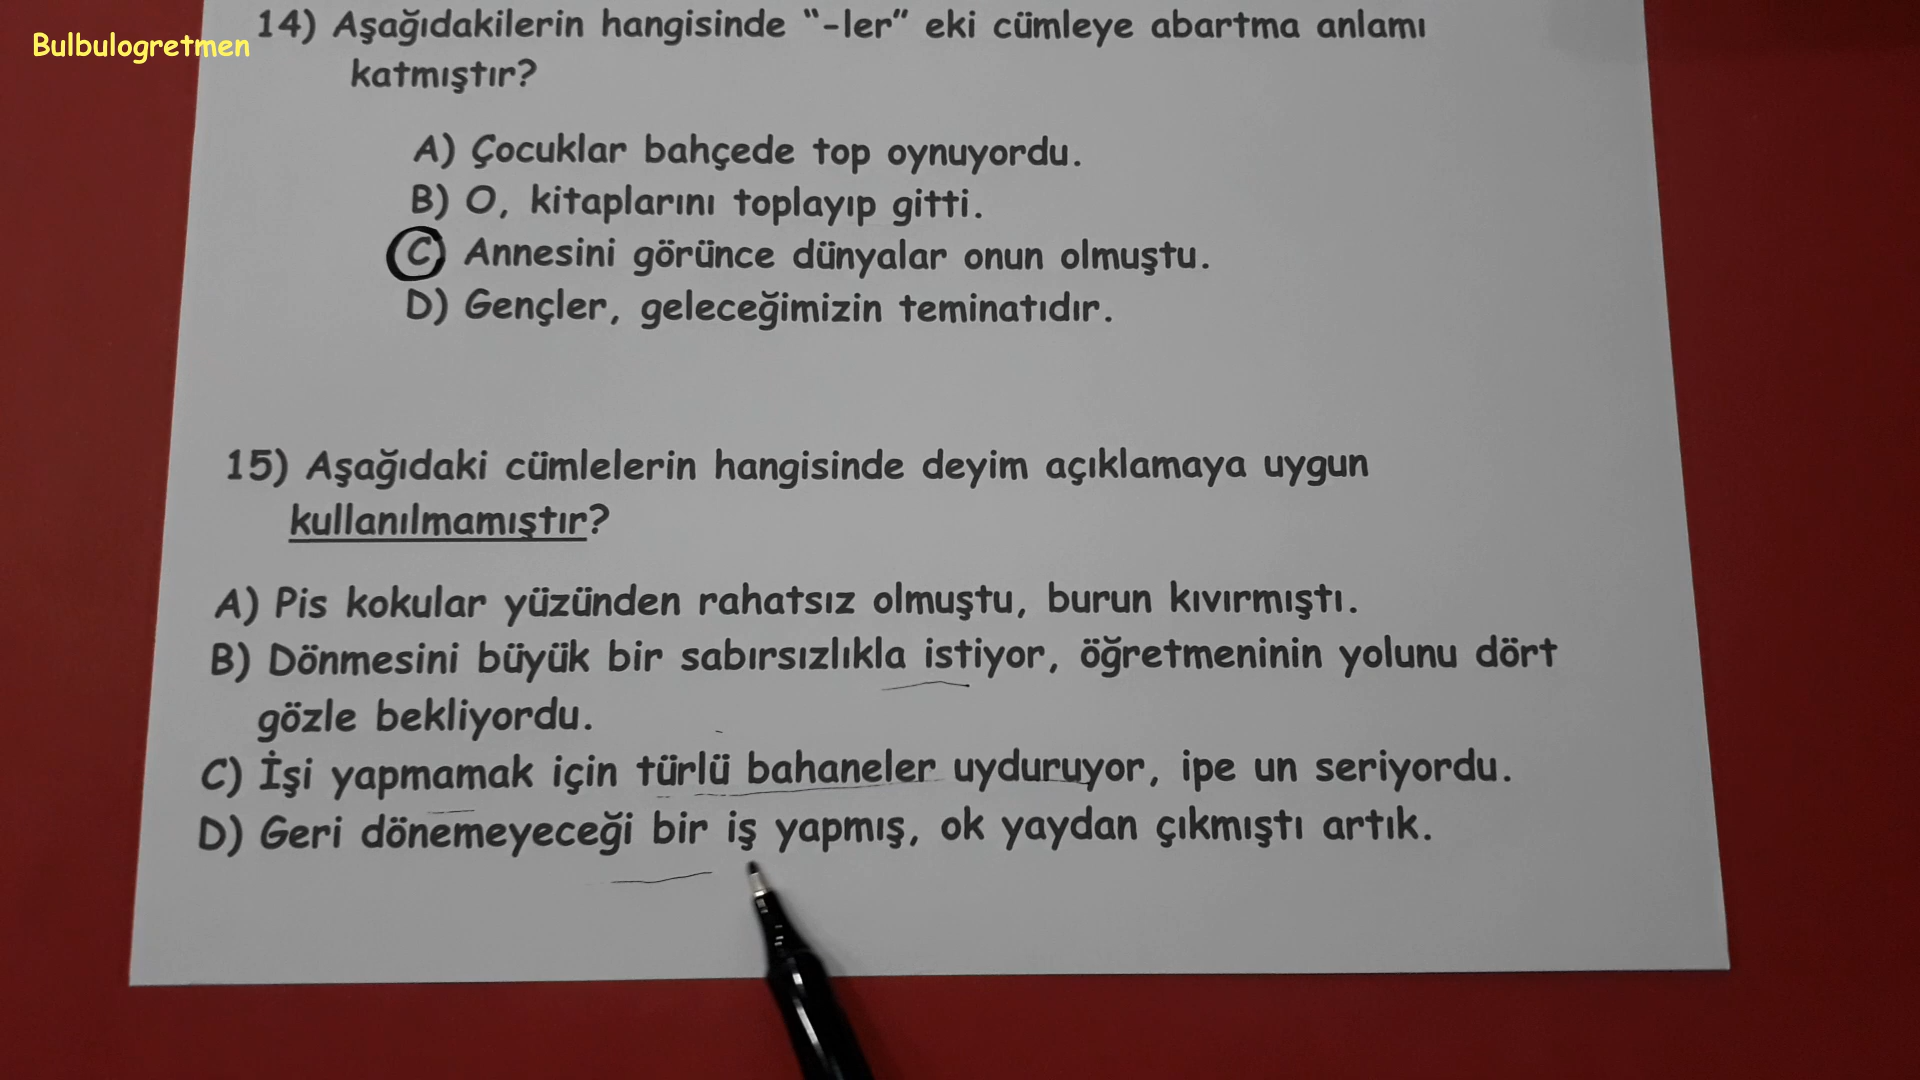 Bulbulogretmen
14) Aşağıdakilerin hangisinde “-ler” eki cümleye abartma anlamı
katmıştır?
A) Çocuklar bahçede top oynuyordu.
B) O, kitaplarını toplayıp gitti.
C) Annesini görünce dünyalar onun olmuştu.
D) Gençler, geleceğimizin teminatıdır.
15) Aşağıdaki cümlelerin hangisinde deyim açıklamaya uygun
kullanılmamıştır?
A) Pis kokular yüzünden rahatsız olmuştu, burun kıvırmıştı.
B) Dönmesini büyük bir sabırsızlıkla istiyor, öğretmeninin yolunu dört
gözle bekliyordu.
C) İşi yapmamak için türlü bahaneler uyduruyor, ipe un seriyordu.
D) Geri dönemeyeceği bir iş yapmış, ok yaydan çıkmıştı artık.